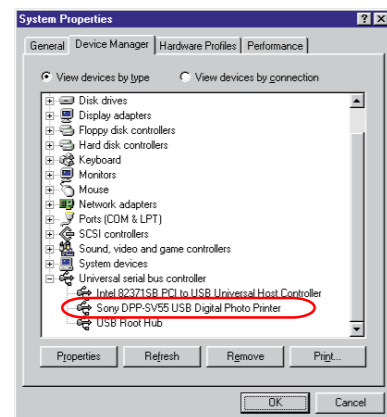 System Properties
General Device Manager Hardware Profiles Performance
View devices by type View devices by connection
Disk drives
Display adapters
Floppy disk controllers
Hard disk controllers
Keyboard
Monitors
Mouse
Network adapters
Ports (COM & LPT)
SCSI controllers
Sound, video and game controllers
System devices
Universal serial bus controller
Intel 82371SB PCI to USB Universal Host Controller
Sony DPP-SV55 USB Digital Photo Printer
USB Root Hub
Properties Refresh Remove Print...
OK Cancel